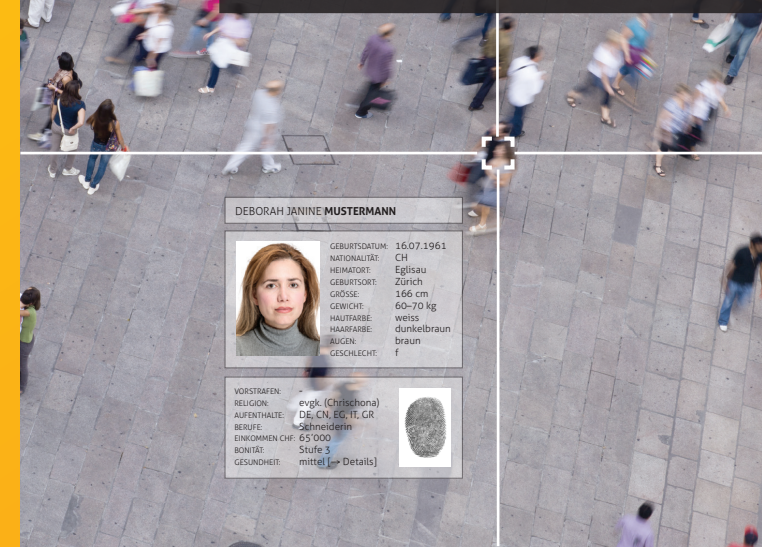 DEBORAH JANINE MUSTERMANN
GEBURTSDATUM: 16.07.1961
NATIONALITÄT: CH
HEIMATORT: Eglisau
GEBURTSORT: Zürich
GRÖSSE: 166 cm
GEWICHT: 60–70 kg
HAUTFARBE: weiss
HAARFARBE: dunkelbraun
AUGEN: braun
GESCHLECHT: f
VORSTRAFEN: -
RELIGION: evgk. (Chrischona)
AUFENTHALTE: DE, CN, EG, IT, GR
BERUFE: Schneiderin
EINKOMMEN CHF: 65’000
BONITÄT: Stufe 3
GESUNDHEIT: mittel [--> Details]